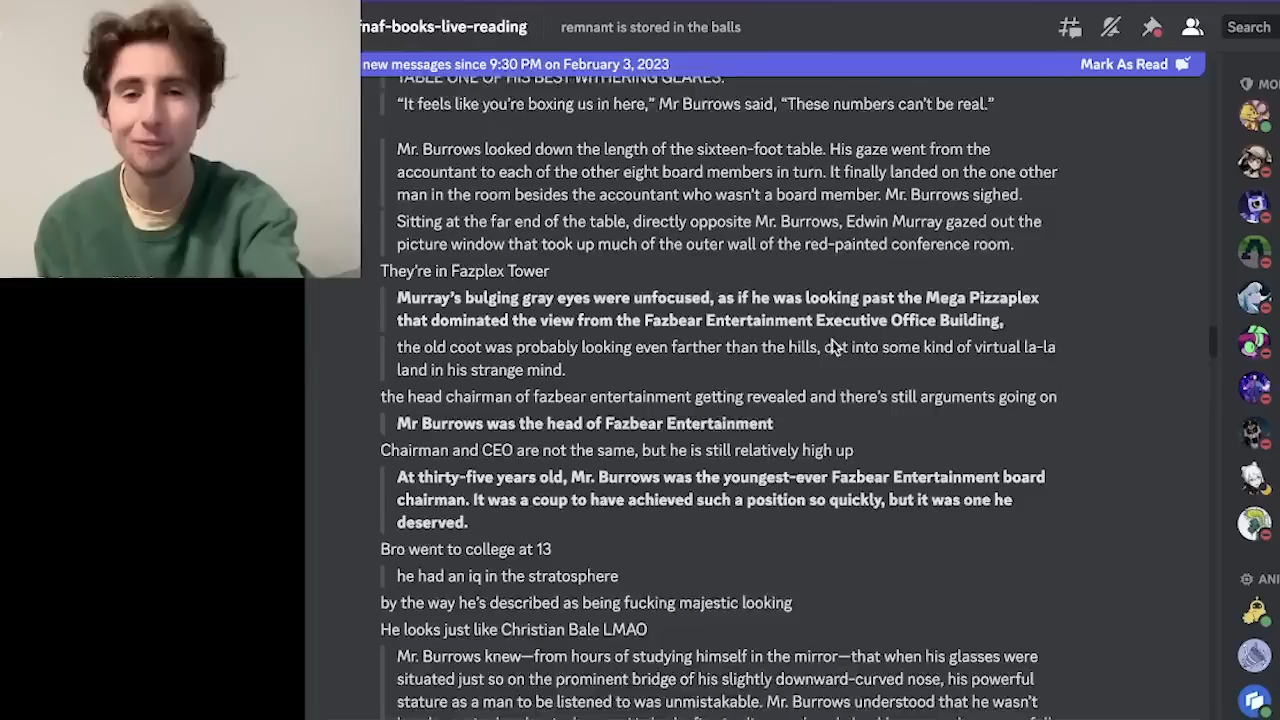 fnaf-books-live-reading
remnant is stored in the balls
Search
new messages since 9:30 PM on February 3, 2023
Mark As Read
TABLE ONE OF HIS BEST WITHERING GLARES.
“It feels like you’re boxing us in here,” Mr Burrows said, “These numbers can’t be real.”
Mr. Burrows looked down the length of the sixteen-foot table. His gaze went from the
accountant to each of the other eight board members in turn. It finally landed on the one other
man in the room besides the accountant who wasn’t a board member. Mr. Burrows sighed.
Sitting at the far end of the table, directly opposite Mr. Burrows, Edwin Murray gazed out the
picture window that took up much of the outer wall of the red-painted conference room.
They’re in Fazplex Tower
Murray’s bulging gray eyes were unfocused, as if he was looking past the Mega Pizzaplex
that dominated the view from the Fazbear Entertainment Executive Office Building,
the old coot was probably looking even farther than the hills, out into some kind of virtual la-la
land in his strange mind.
the head chairman of fazbear entertainment getting revealed and there’s still arguments going on
Mr Burrows was the head of Fazbear Entertainment
Chairman and CEO are not the same, but he is still relatively high up
At thirty-five years old, Mr. Burrows was the youngest-ever Fazbear Entertainment board
chairman. It was a coup to have achieved such a position so quickly, but it was one he
deserved.
Bro went to college at 13
he had an iq in the stratosphere
by the way he’s described as being fucking majestic looking
He looks just like Christian Bale LMAO
Mr. Burrows knew—from hours of studying himself in the mirror—that when his glasses were
situated just so on the prominent bridge of his slightly downward-curved nose, his powerful
stature as a man to be listened to was unmistakable. Mr. Burrows understood that he wasn’t